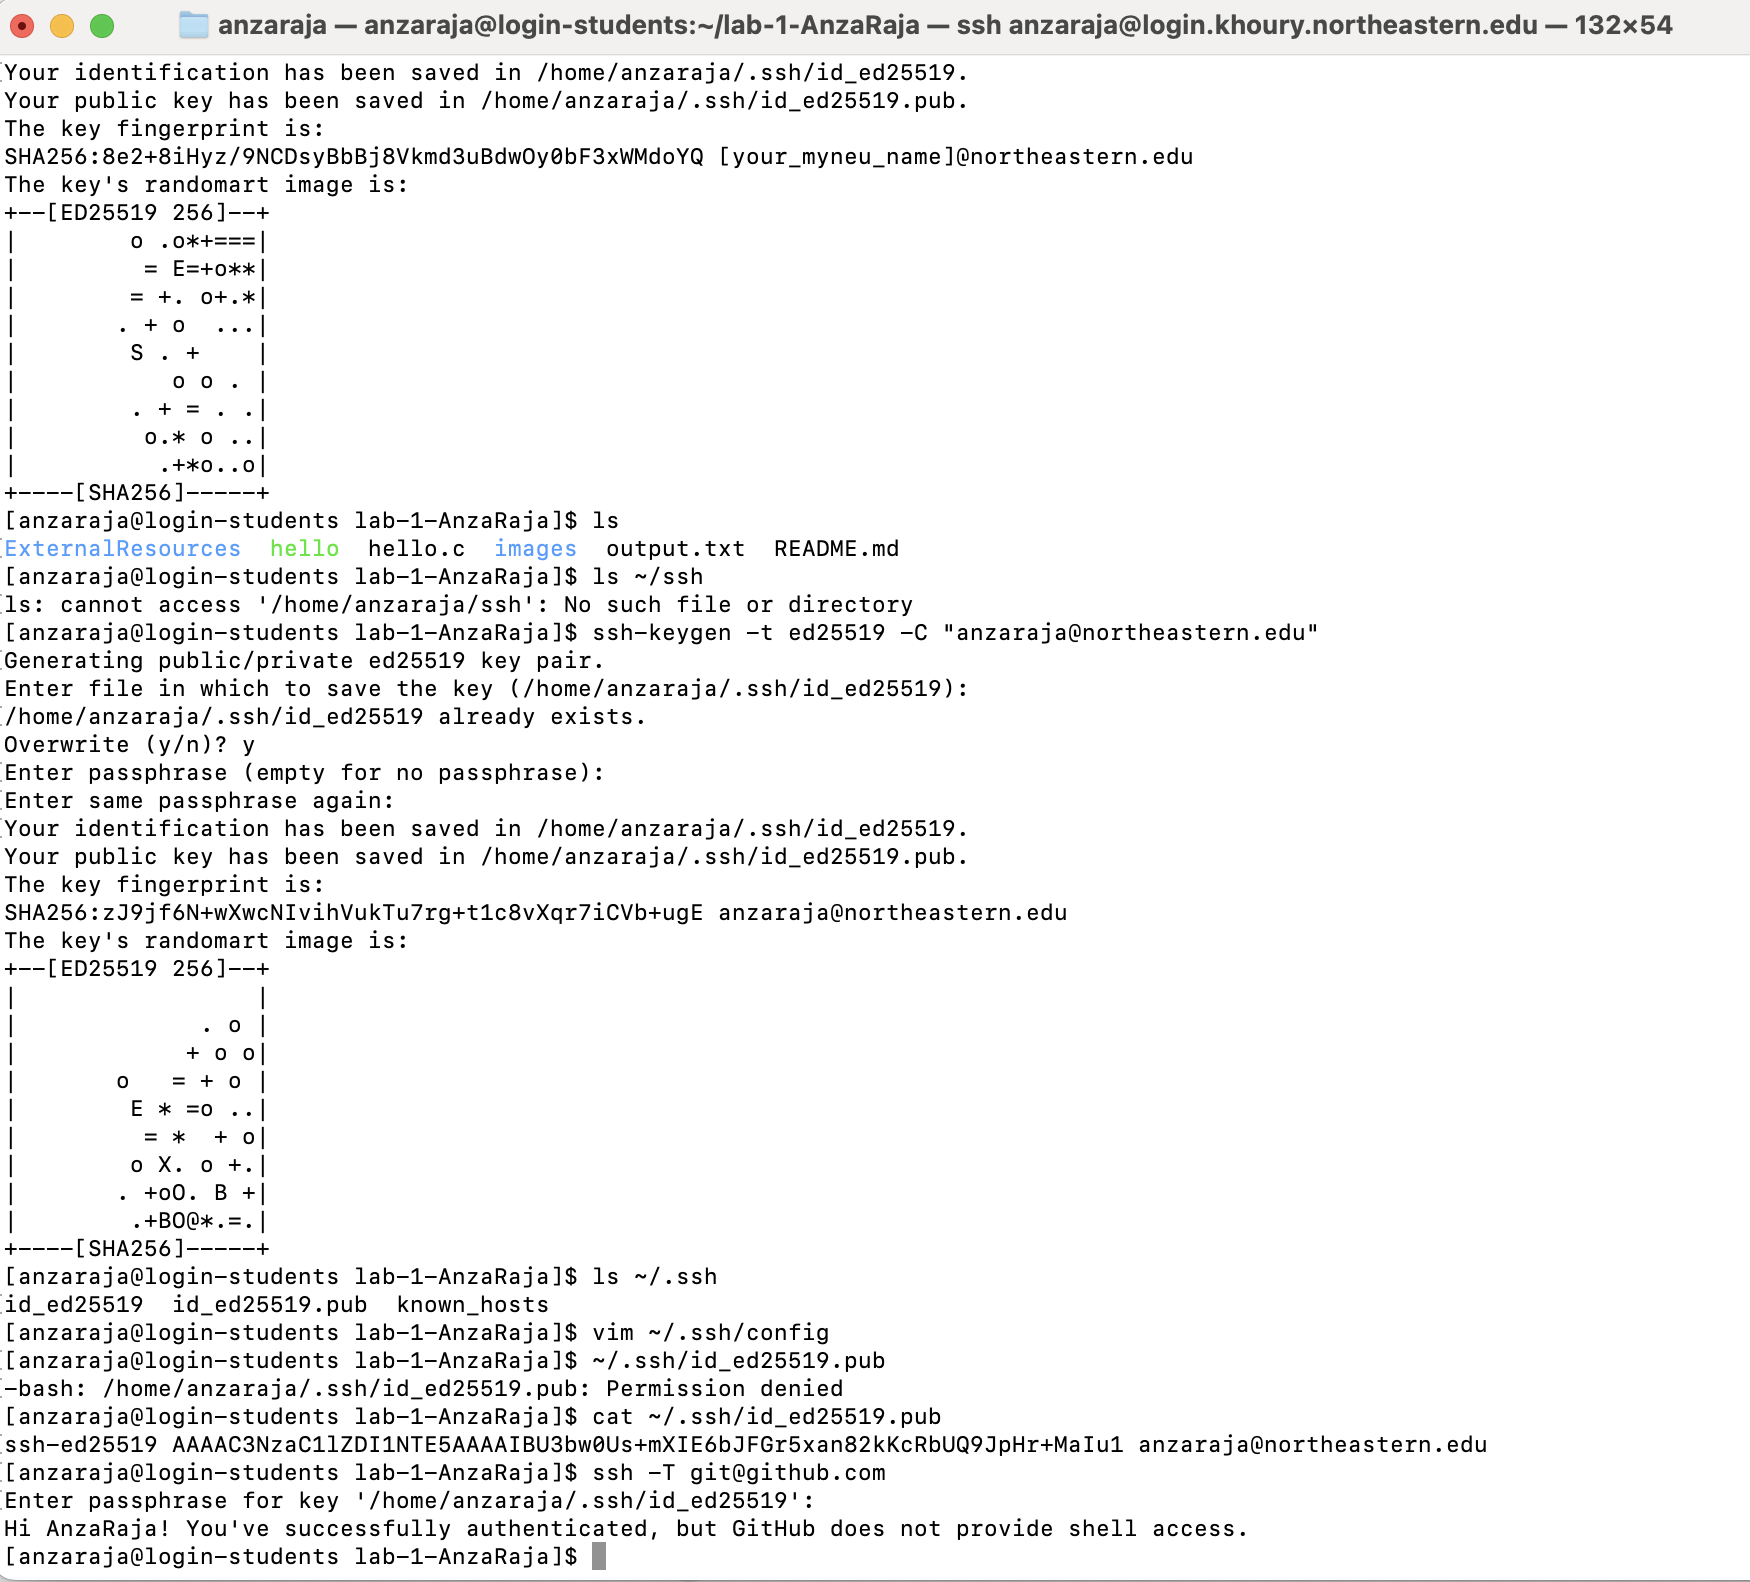 anzaraja — anzaraja@login-students:~/lab-1-AnzaRaja — ssh anzaraja@login.khoury.northeastern.edu — 132×54
Your identification has been saved in /home/anzaraja/.ssh/id_ed25519.
Your public key has been saved in /home/anzaraja/.ssh/id_ed25519.pub.
The key fingerprint is:
SHA256:8e2+8iHyz/9NCDsyBbBj8Vkmd3uBdwOy0bF3xWMdoYQ [your_myneu_name]@northeastern.edu
The key's randomart image is:
+--[ED25519 256]--+
|        o .o*+===|
|         = E=+o**|
|        = +. o+.*|
|       . + o  ...|
|        S . +    |
|           o o . |
|        . + = . .|
|         o.* o ..|
|          .+*o..o|
+----[SHA256]-----+
[anzaraja@login-students lab-1-AnzaRaja]$ ls
ExternalResources  hello  hello.c  images  output.txt  README.md
[anzaraja@login-students lab-1-AnzaRaja]$ ls ~/ssh
ls: cannot access '/home/anzaraja/ssh': No such file or directory
[anzaraja@login-students lab-1-AnzaRaja]$ ssh-keygen -t ed25519 -C "anzaraja@northeastern.edu"
Generating public/private ed25519 key pair.
Enter file in which to save the key (/home/anzaraja/.ssh/id_ed25519):
/home/anzaraja/.ssh/id_ed25519 already exists.
Overwrite (y/n)? y
Enter passphrase (empty for no passphrase):
Enter same passphrase again:
Your identification has been saved in /home/anzaraja/.ssh/id_ed25519.
Your public key has been saved in /home/anzaraja/.ssh/id_ed25519.pub.
The key fingerprint is:
SHA256:zJ9jf6N+wXwcNIvihVukTu7rg+t1c8vXqr7iCVb+ugE anzaraja@northeastern.edu
The key's randomart image is:
+--[ED25519 256]--+
|                 |
|             . o |
|            + o o|
|       o   = + o |
|        E * =o ..|
|         = *  + o|
|        o X. o +.|
|       . +oO. B +|
|        .+BO@*.=.|
+----[SHA256]-----+
[anzaraja@login-students lab-1-AnzaRaja]$ ls ~/.ssh
id_ed25519  id_ed25519.pub  known_hosts
[anzaraja@login-students lab-1-AnzaRaja]$ vim ~/.ssh/config
[anzaraja@login-students lab-1-AnzaRaja]$ ~/.ssh/id_ed25519.pub
-bash: /home/anzaraja/.ssh/id_ed25519.pub: Permission denied
[anzaraja@login-students lab-1-AnzaRaja]$ cat ~/.ssh/id_ed25519.pub
ssh-ed25519 AAAAC3NzaC1lZDI1NTE5AAAAIBU3bw0Us+mXIE6bJFGr5xan82kKcRbUQ9JpHr+MaIu1 anzaraja@northeastern.edu
[anzaraja@login-students lab-1-AnzaRaja]$ ssh -T git@github.com
Enter passphrase for key '/home/anzaraja/.ssh/id_ed25519':
Hi AnzaRaja! You've successfully authenticated, but GitHub does not provide shell access.
[anzaraja@login-students lab-1-AnzaRaja]$